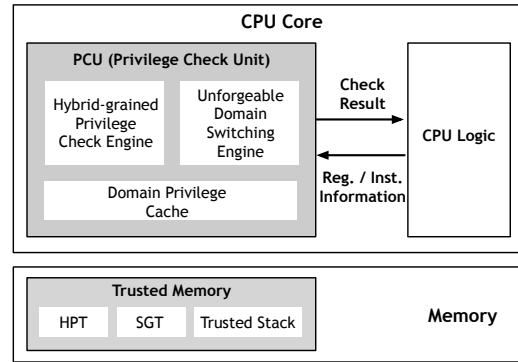 CPU Core
PCU (Privilege Check Unit)
Hybrid-grained
Privilege
Check Engine
Unforgeable
Domain
Switching
Engine
Domain Privilege
Cache
Check
Result
Reg. / Inst.
Information
CPU Logic
Trusted Memory
HPT
SGT
Trusted Stack
Memory